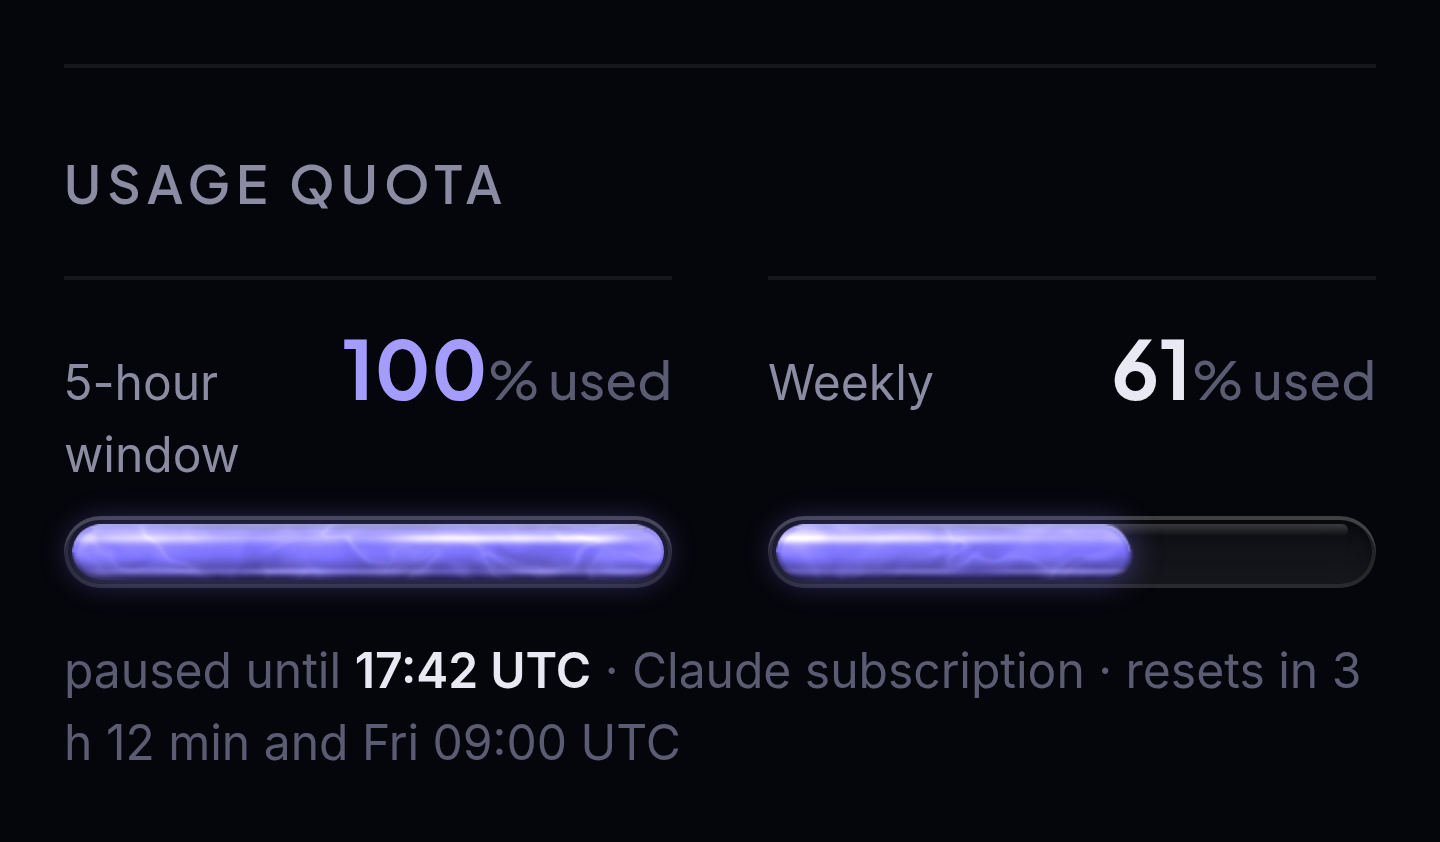 USAGE QUOTA
5-hour window
100% used
Weekly
61% used
paused until 17:42 UTC · Claude subscription · resets in 3
h 12 min and Fri 09:00 UTC